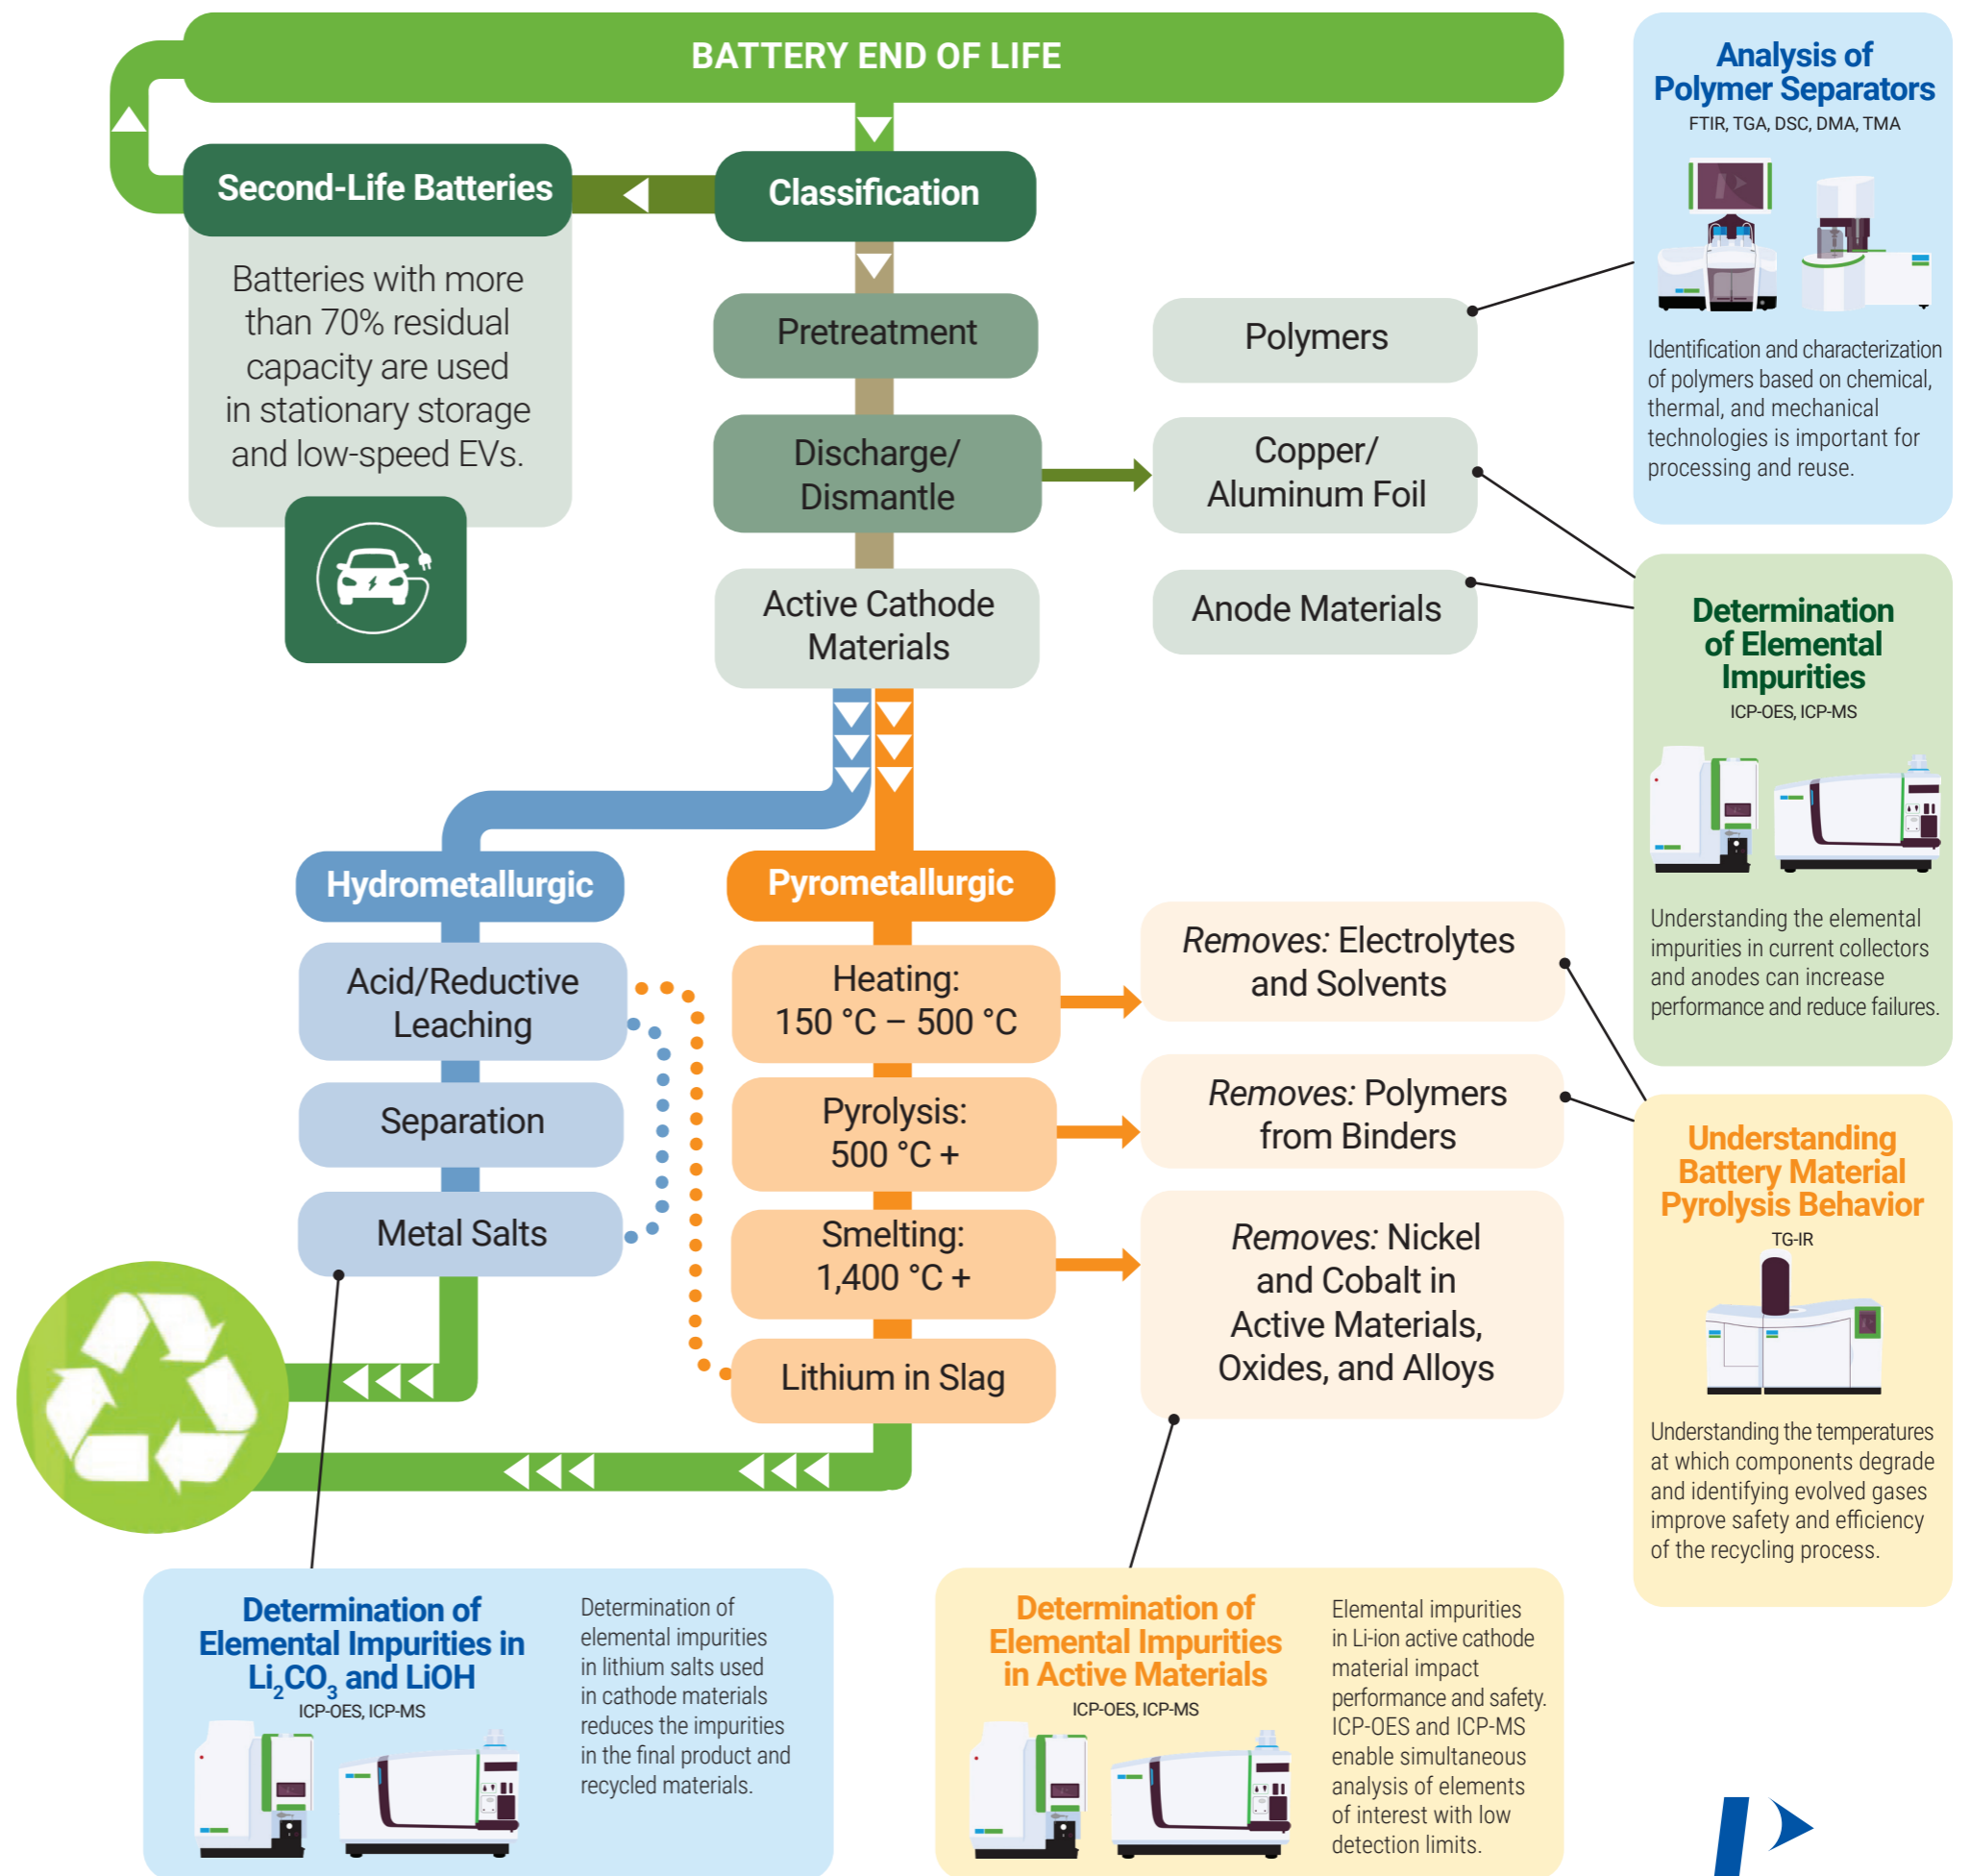 BATTERY END OF LIFE
Second-Life Batteries
Batteries with more
than 70% residual
capacity are used
in stationary storage
and low-speed EVs.
Classification
Pretreatment
Discharge/
Dismantle
Active Cathode
Materials
Polymers
Copper/
Aluminum Foil
Anode Materials
Analysis of
Polymer Separators
FTIR, TGA, DSC, DMA, TMA
Identification and characterization
of polymers based on chemical,
thermal, and mechanical
technologies is important for
processing and reuse.
Determination
of Elemental
Impurities
ICP-OES, ICP-MS
Understanding the elemental
impurities in current collectors
and anodes can increase
performance and reduce failures.
Hydrometallurgic
Acid/Reductive
Leaching
Separation
Metal Salts
Pyrometallurgic
Heating:
150 °C – 500 °C
Pyrolysis:
500 °C +
Smelting:
1,400 °C +
Lithium in Slag
Removes: Electrolytes
and Solvents
Removes: Polymers
from Binders
Removes: Nickel
and Cobalt in
Active Materials,
Oxides, and Alloys
Understanding
Battery Material
Pyrolysis Behavior
TG-IR
Understanding the temperatures
at which components degrade
and identifying evolved gases
improve safety and efficiency
of the recycling process.
Determination of
Elemental Impurities in
Li₂CO₃ and LiOH
ICP-OES, ICP-MS
Determination of
elemental impurities
in lithium salts used
in cathode materials
reduces the impurities
in the final product and
recycled materials.
Determination of
Elemental Impurities
in Active Materials
ICP-OES, ICP-MS
Elemental impurities
in Li-ion active cathode
material impact
performance and safety.
ICP-OES and ICP-MS
enable simultaneous
analysis of elements
of interest with low
detection limits.